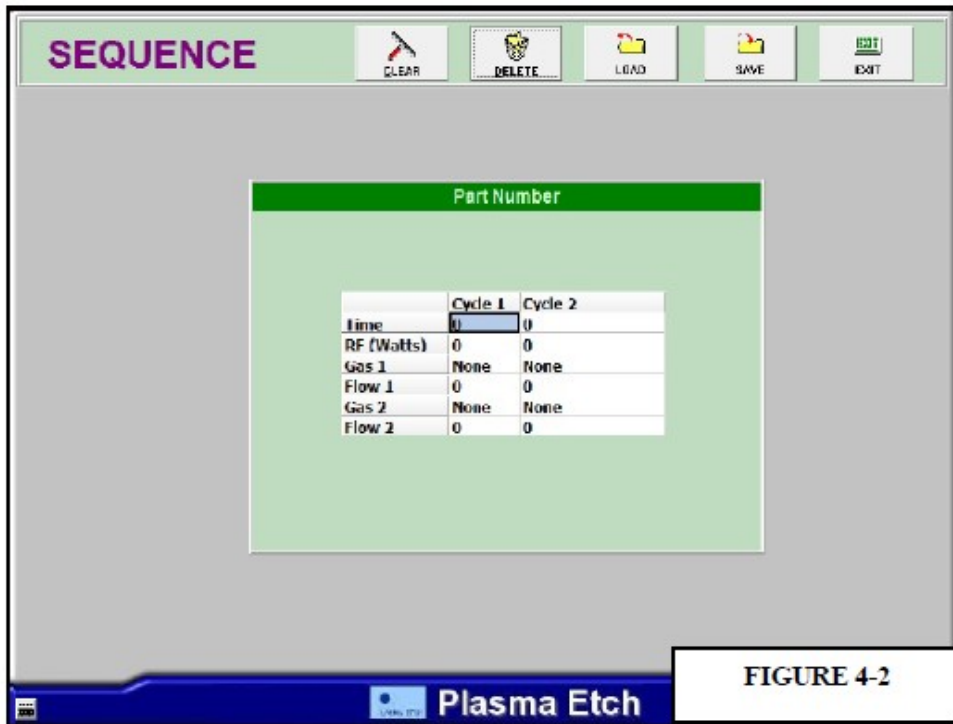 SEQUENCE
CLEAR
DELETE
LOAD
SAVE
EXIT
EXIT
Part Number
Cycle 1 Cycle 2
Time 0 0
RF (Watts) 0 0
Gas 1 None None
Flow 1 0 0
Gas 2 None None
Flow 2 0 0
Plasma Etch
FIGURE 4-2